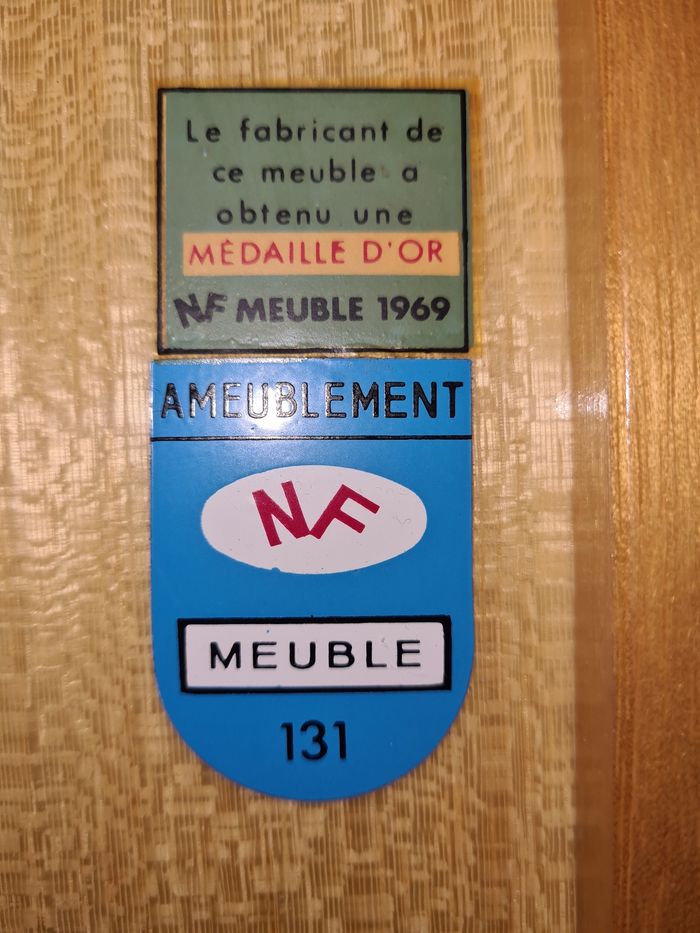 Le fabricant de
ce meuble a
obtenu une
MÉDAILLE D'OR
NF MEUBLE 1969
AMEUBLEMENT
NF
MEUBLE
131